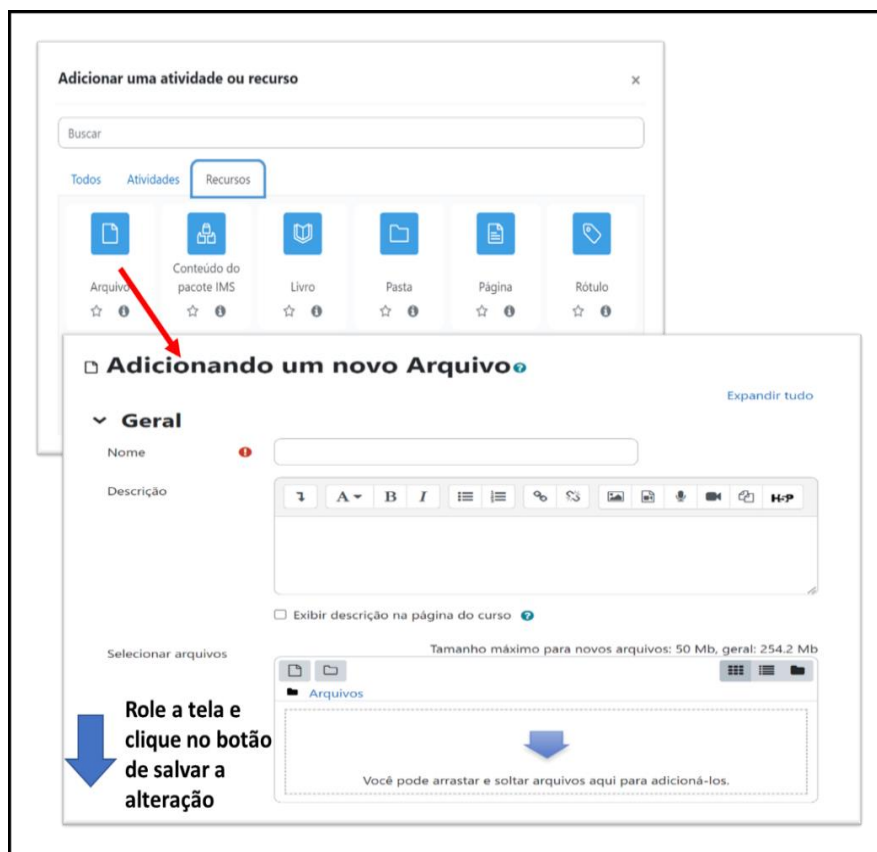 Adicionar uma atividade ou recurso ×
Buscar
Todos Atividades Recursos
Arquivo
Conteúdo do
pacote IMS
Livro
Pasta
Página
Rótulo
Adicionando um novo Arquivo
Expandir tudo
Geral
Nome
Descrição
A B I H5P
Exibir descrição na página do curso
Selecionar arquivos
Tamanho máximo para novos arquivos: 50 Mb, geral: 254.2 Mb
Arquivos
Você pode arrastar e soltar arquivos aqui para adicioná-los.
Role a tela e
clique no botão
de salvar a
alteração